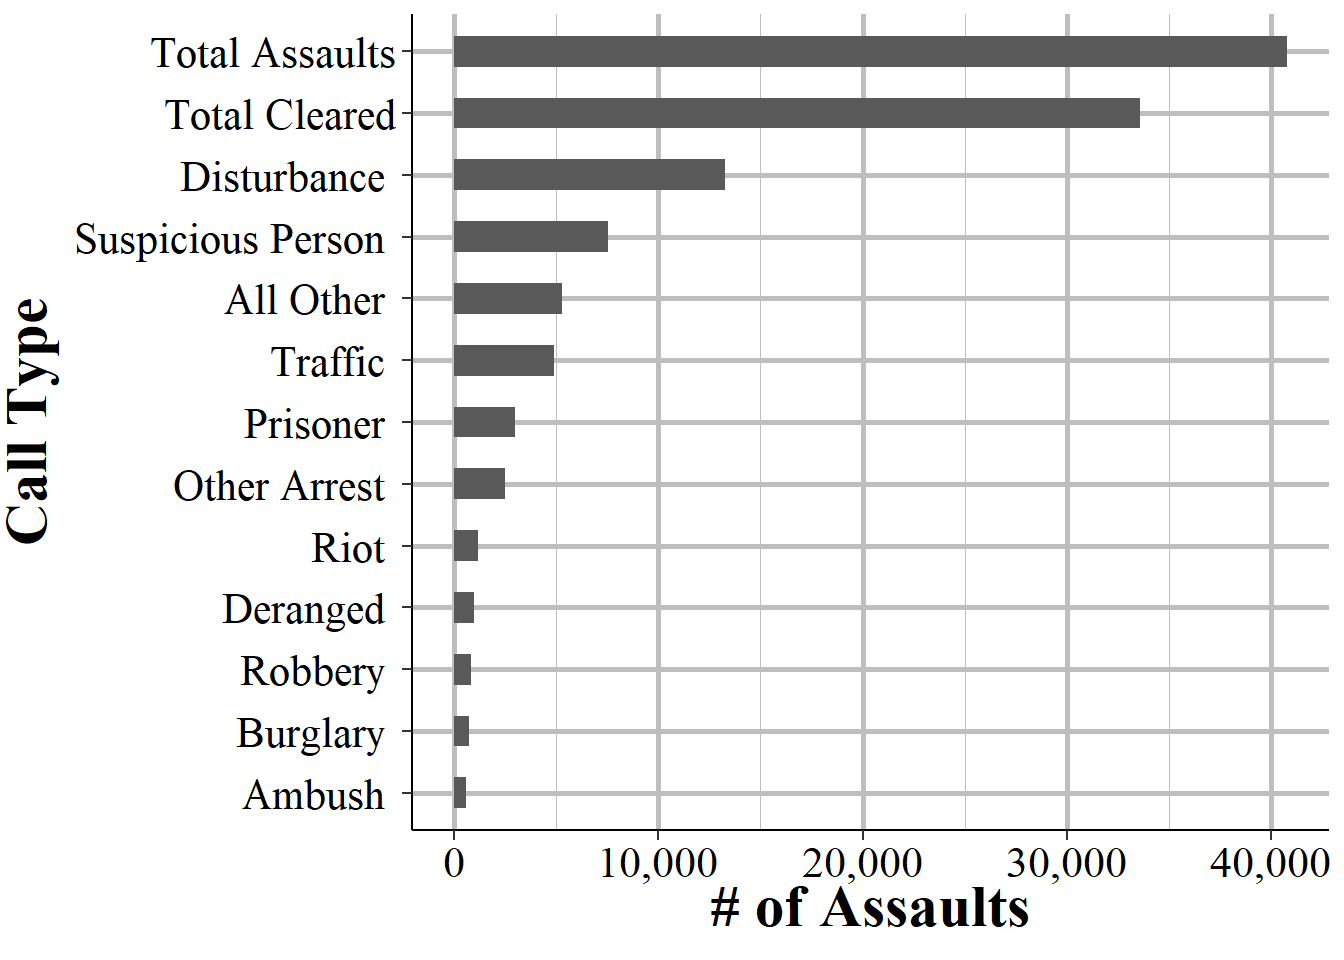 Total Assaults
Total Cleared
Disturbance
Suspicious Person
All Other
Traffic
Prisoner
Other Arrest
Riot
Deranged
Robbery
Burglary
Ambush
Call Type
0 10,000 20,000 30,000 40,000
# of Assaults